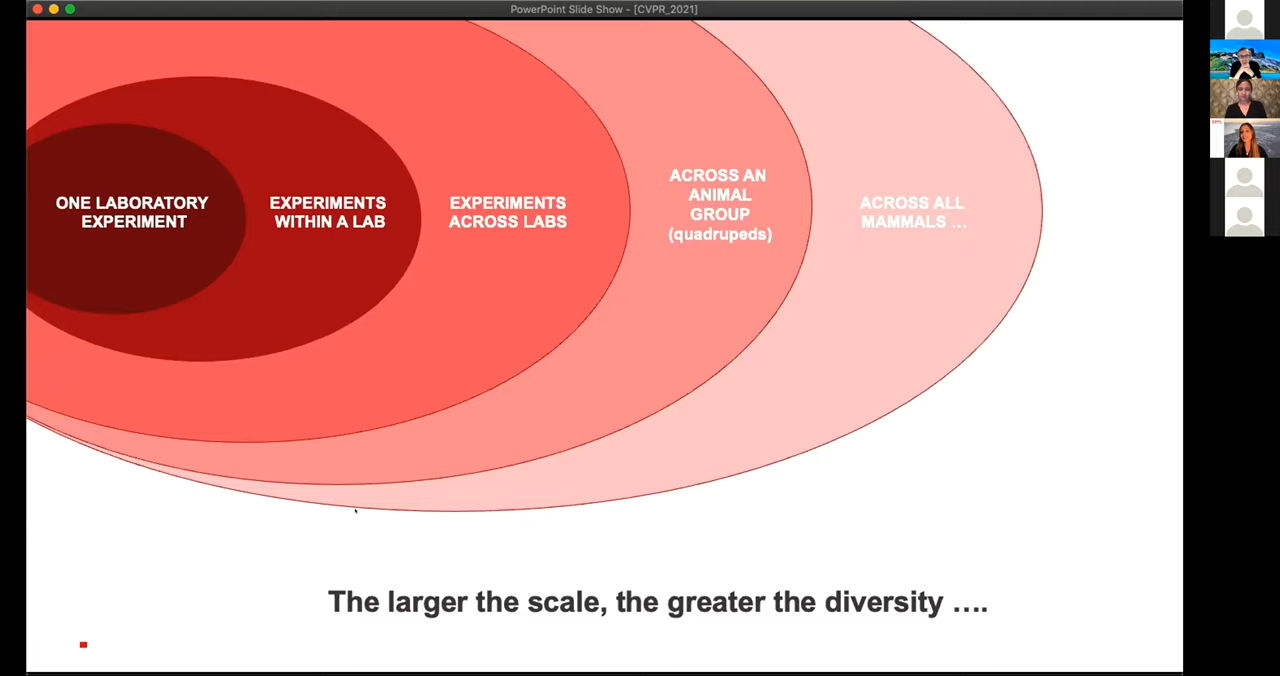 PowerPoint Slide Show - [CVPR_2021]
ONE LABORATORY
EXPERIMENT
EXPERIMENTS
WITHIN A LAB
EXPERIMENTS
ACROSS LABS
ACROSS AN
ANIMAL
GROUP
(quadrupeds)
ACROSS ALL
MAMMALS ...
The larger the scale, the greater the diversity ....